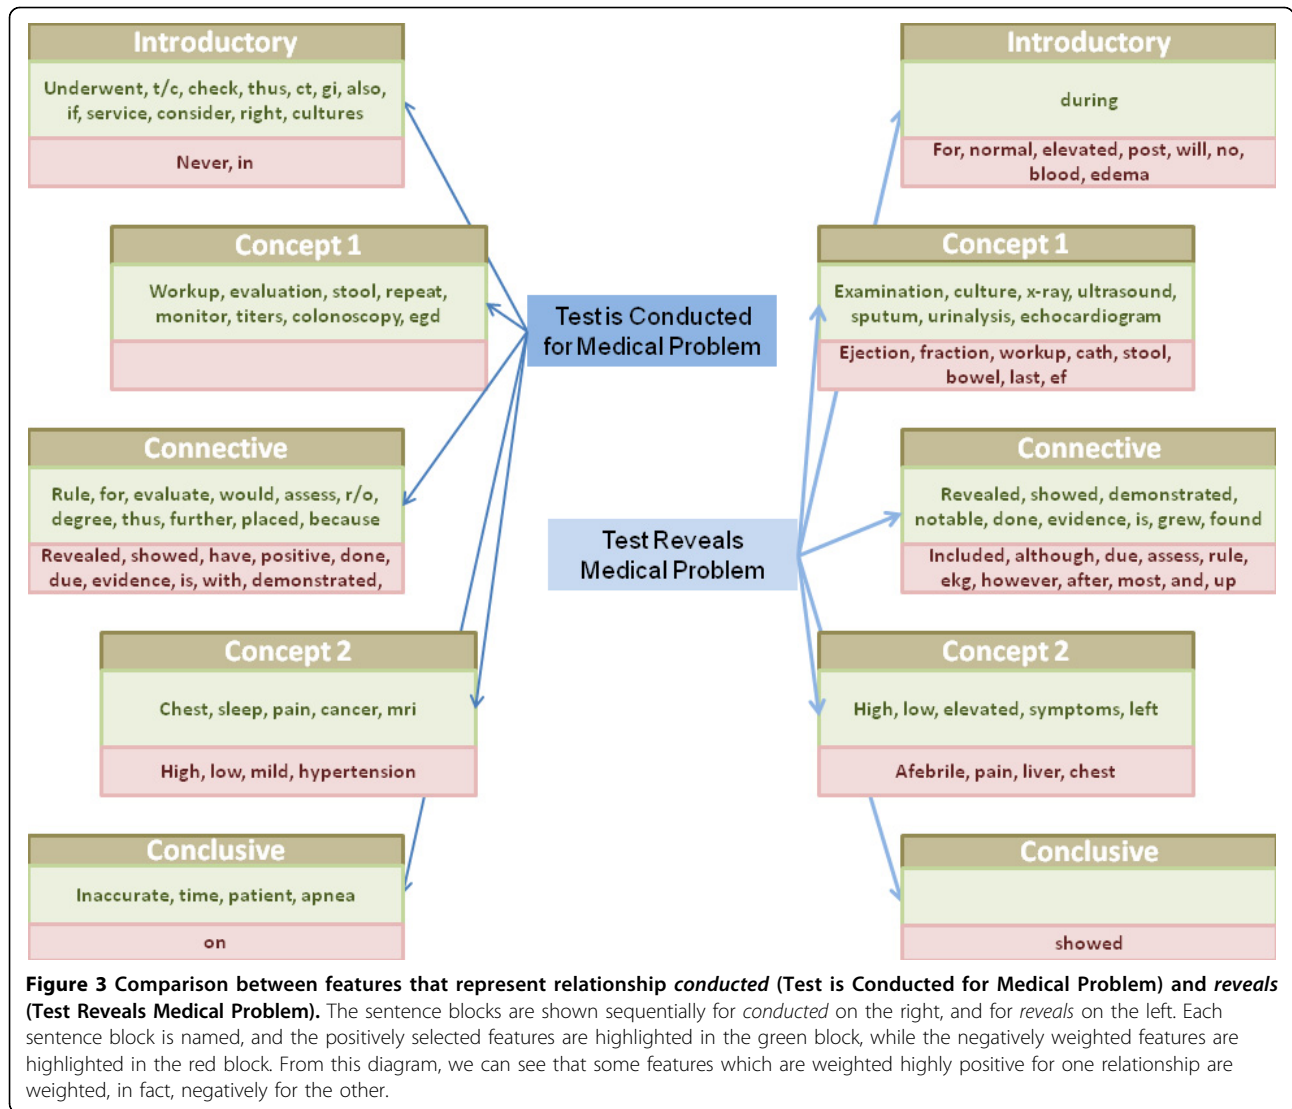 Introductory
Underwent, t/c, check, thus, ct, gi, also,
if, service, consider, right, cultures
Never, in
Concept 1
Workup, evaluation, stool, repeat,
monitor, titers, colonoscopy, egd
Connective
Rule, for, evaluate, would, assess, r/o,
degree, thus, further, placed, because
Revealed, showed, have, positive, done,
due, evidence, is, with, demonstrated,
Concept 2
Chest, sleep, pain, cancer, mri
High, low, mild, hypertension
Conclusive
Inaccurate, time, patient, apnea
on
Test is Conducted
for Medical Problem
Test Reveals
Medical Problem
Introductory
during
For, normal, elevated, post, will, no,
blood, edema
Concept 1
Examination, culture, x-ray, ultrasound,
sputum, urinalysis, echocardiogram
Ejection, fraction, workup, cath, stool,
bowel, last, ef
Connective
Revealed, showed, demonstrated,
notable, done, evidence, is, grew, found
Included, although, due, assess, rule,
ekg, however, after, most, and, up
Concept 2
High, low, elevated, symptoms, left
Afebrile, pain, liver, chest
Conclusive
showed
Figure 3 Comparison between features that represent relationship conducted (Test is Conducted for Medical Problem) and reveals
(Test Reveals Medical Problem). The sentence blocks are shown sequentially for conducted on the right, and for reveals on the left. Each
sentence block is named, and the positively selected features are highlighted in the green block, while the negatively weighted features are
highlighted in the red block. From this diagram, we can see that some features which are weighted highly positive for one relationship are
weighted, in fact, negatively for the other.